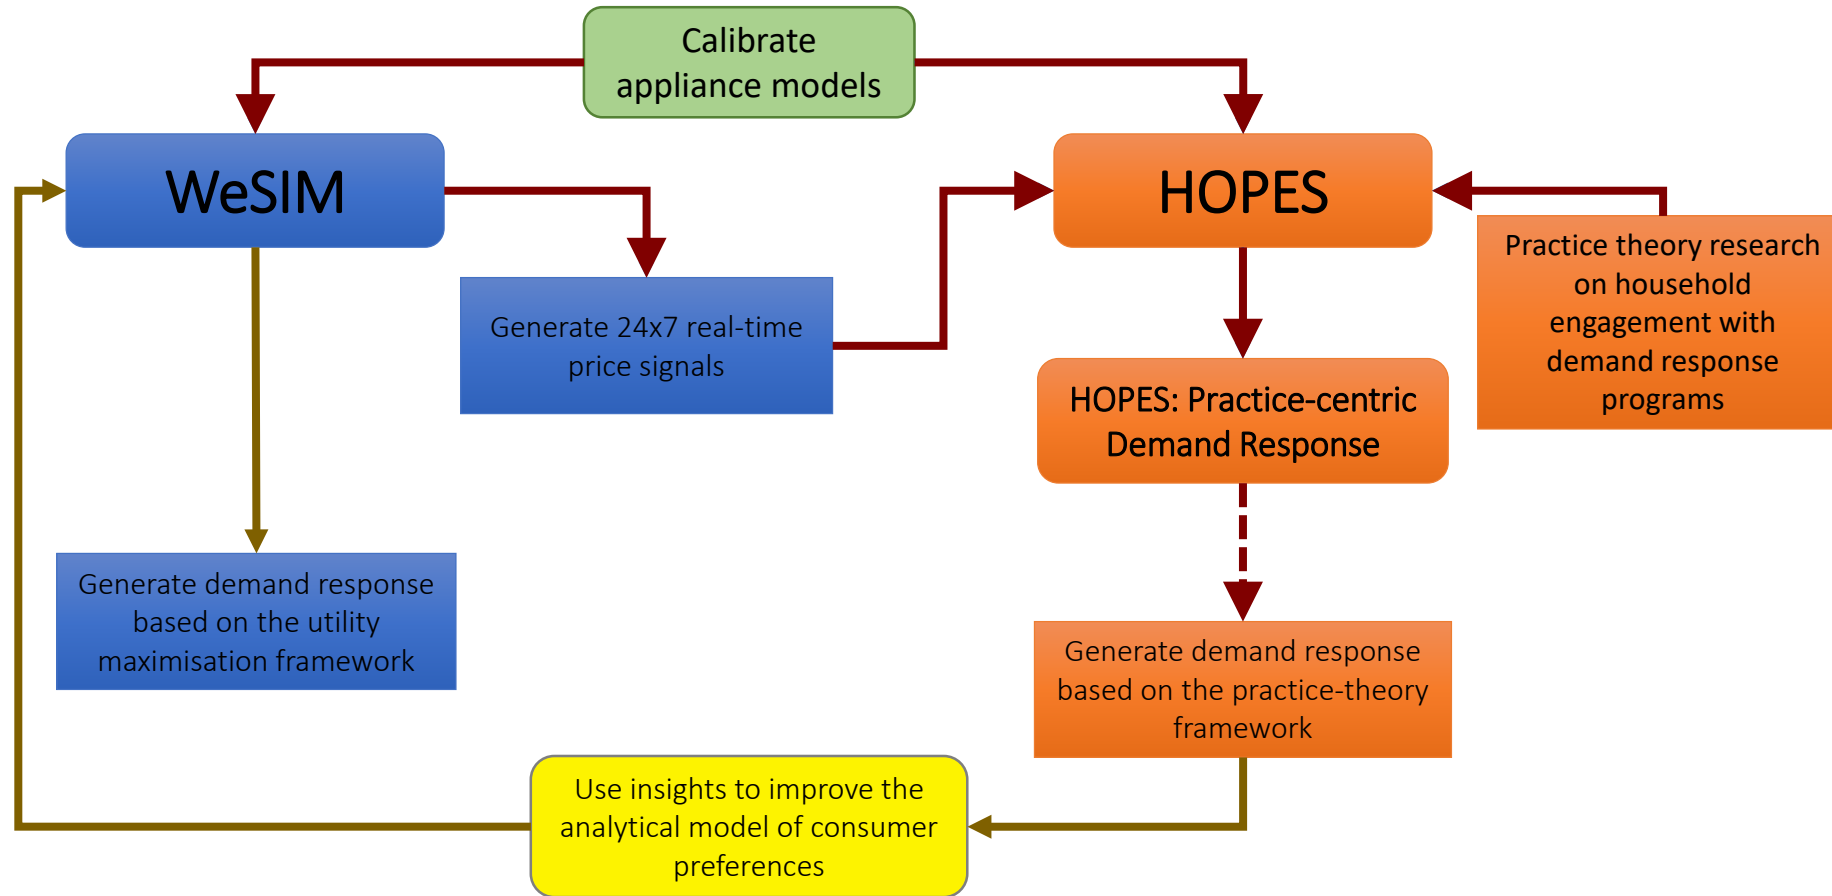 Calibrate
appliance models
WeSIM
HOPES
Practice theory research
on household
engagement with
demand response
programs
Generate 24x7 real-time
price signals
HOPES: Practice-centric
Demand Response
Generate demand response
based on the utility
maximisation framework
Generate demand response
based on the practice-theory
framework
Use insights to improve the
analytical model of consumer
preferences